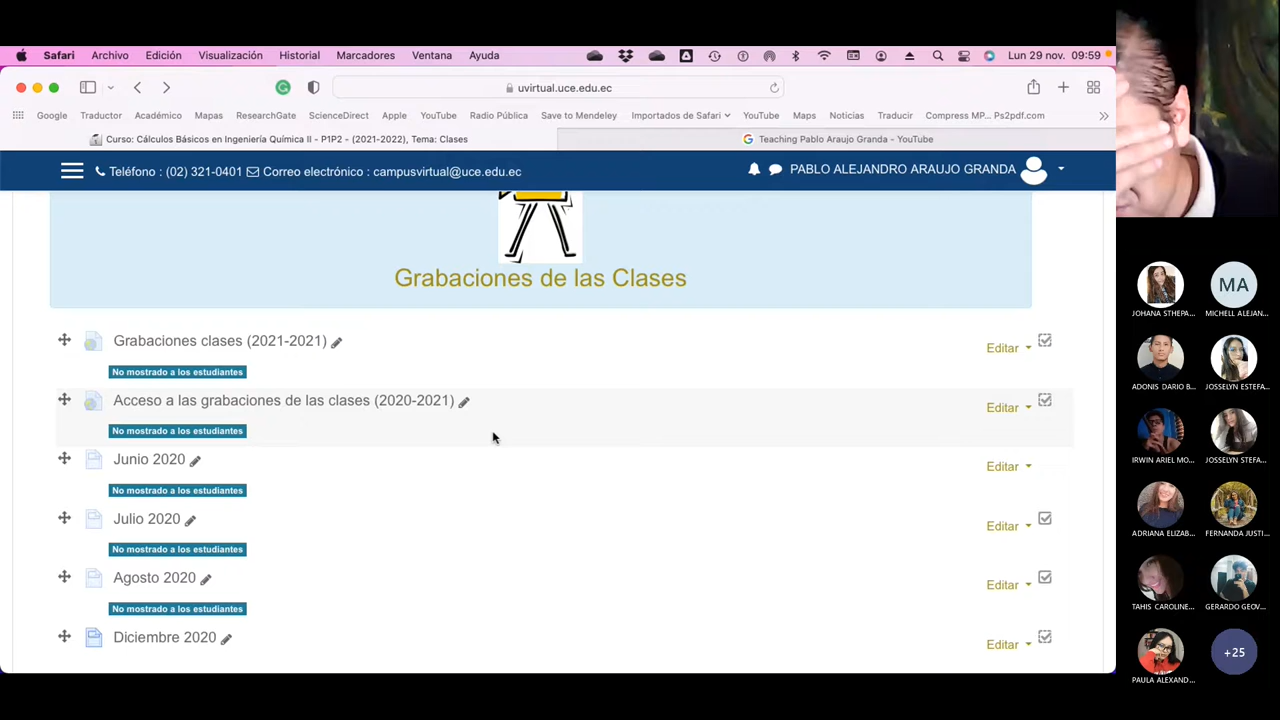 Safari Archivo Edición Visualización Historial Marcadores Ventana Ayuda Lun 29 nov. 09:59
uvirtual.uce.edu.ec
Google Traductor Académico Mapas ResearchGate ScienceDirect Apple YouTube Radio Pública Save to Mendeley Importados de Safari YouTube Maps Noticias Traducir Compress MP... Ps2pdf.com
Curso: Cálculos Básicos en Ingeniería Química II - P1P2 - (2021-2022), Tema: Clases
Teaching Pablo Araujo Granda - YouTube
Teléfono : (02) 321-0401 Correo electrónico : campusvirtual@uce.edu.ec PABLO ALEJANDRO ARAUJO GRANDA
Grabaciones de las Clases
Grabaciones clases (2021-2021) Editar
No mostrado a los estudiantes
Acceso a las grabaciones de las clases (2020-2021) Editar
No mostrado a los estudiantes
Junio 2020 Editar
No mostrado a los estudiantes
Julio 2020 Editar
No mostrado a los estudiantes
Agosto 2020 Editar
No mostrado a los estudiantes
Diciembre 2020 Editar
MA
JOHANA STHEPA... MICHELL ALEJAN...
ADONIS DARIO B... JOSSELYN ESTEFA...
IRWIN ARIEL MO... JOSSELYN STEFA...
ADRIANA ELIZAB... FERNANDA JUSTI...
TAHIS CAROLINE... GERARDO GEOV...
+25
PAULA ALEXAND...